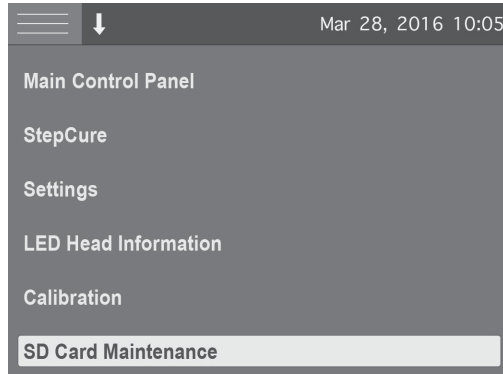 Mar 28, 2016 10:05
Main Control Panel
StepCure
Settings
LED Head Information
Calibration
SD Card Maintenance